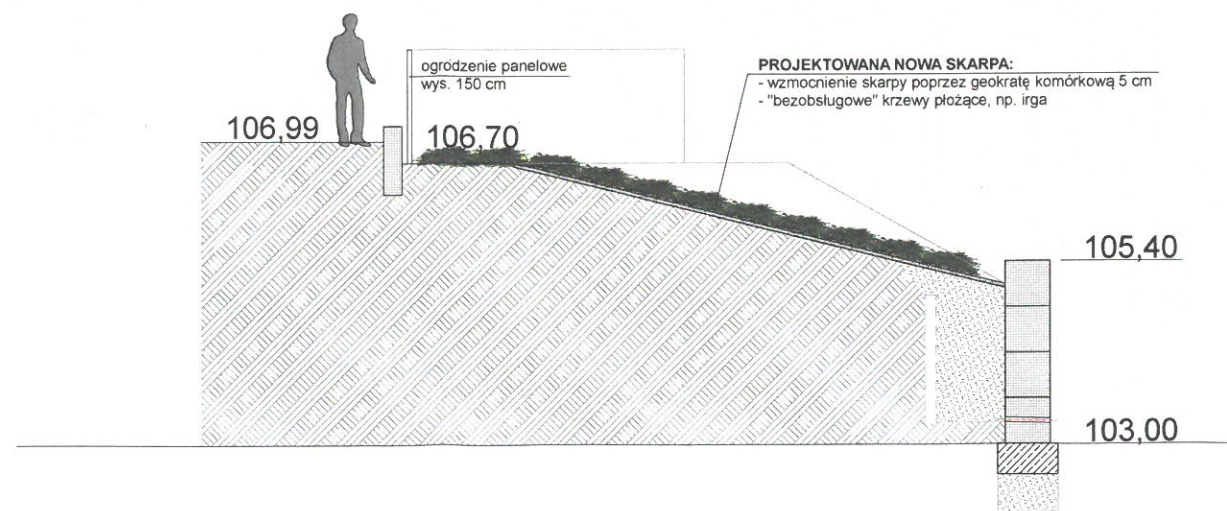 ogrodzenie panelowe
wys. 150 cm
PROJEKTOWANA NOWA SKARPA:
- wzmocnienie skarpy poprzez geokratę komórkową 5 cm
- "bezobsługowe" krzewy płożące, np. irga
106,99
106,70
105,40
103,00